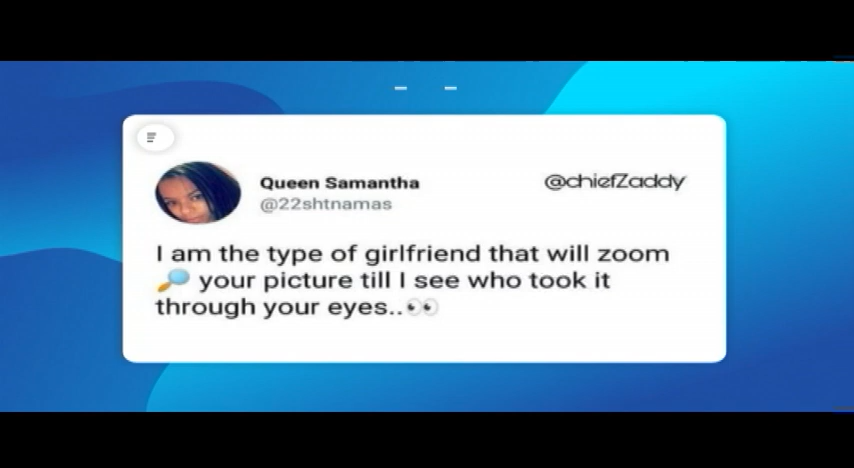 Queen Samantha
@chiefZaddy
@22shtnamas
I am the type of girlfriend that will zoom
🔎 your picture till I see who took it
through your eyes..👀